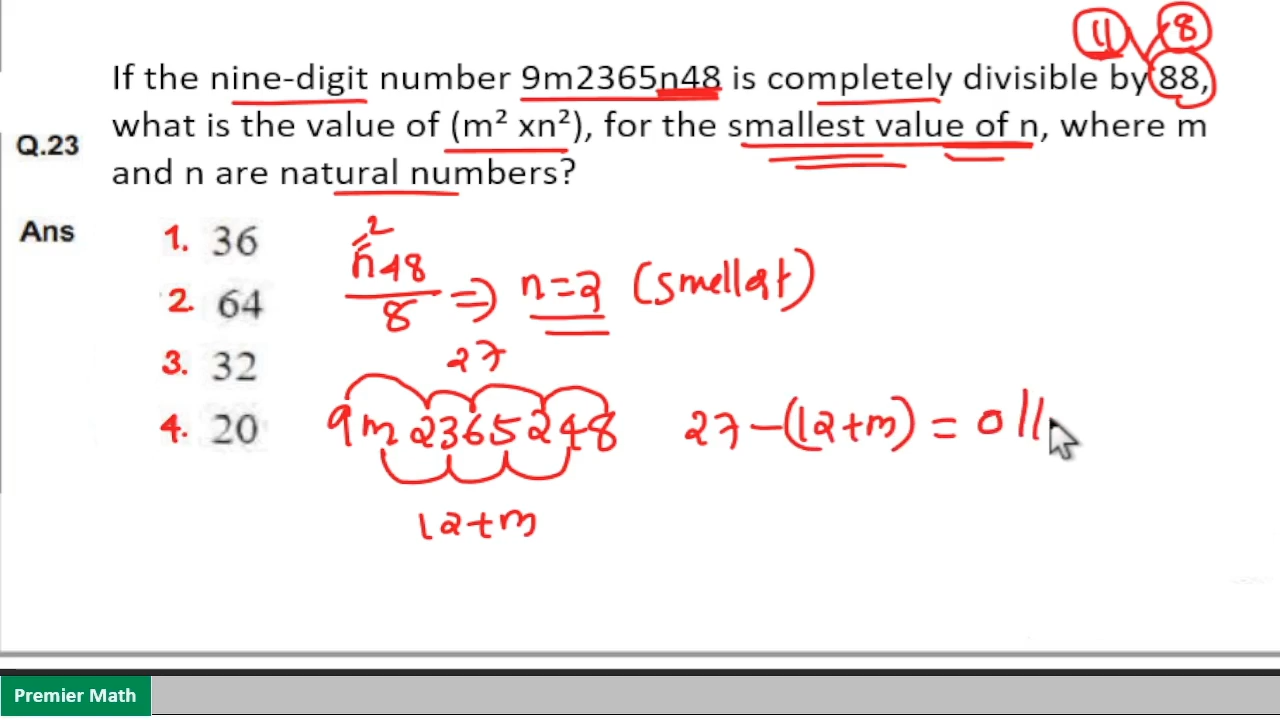 11 8
If the nine-digit number 9m2365n48 is completely divisible by 88,
what is the value of (m² xn²), for the smallest value of n, where m
Q.23
and n are natural numbers?
Ans
1. 36
2. 64
3. 32
4. 20
2
n48
8
=> n=2 (smallest)
27
9m2365248 27-(12+m) = 0 11
12+m
Premier Math